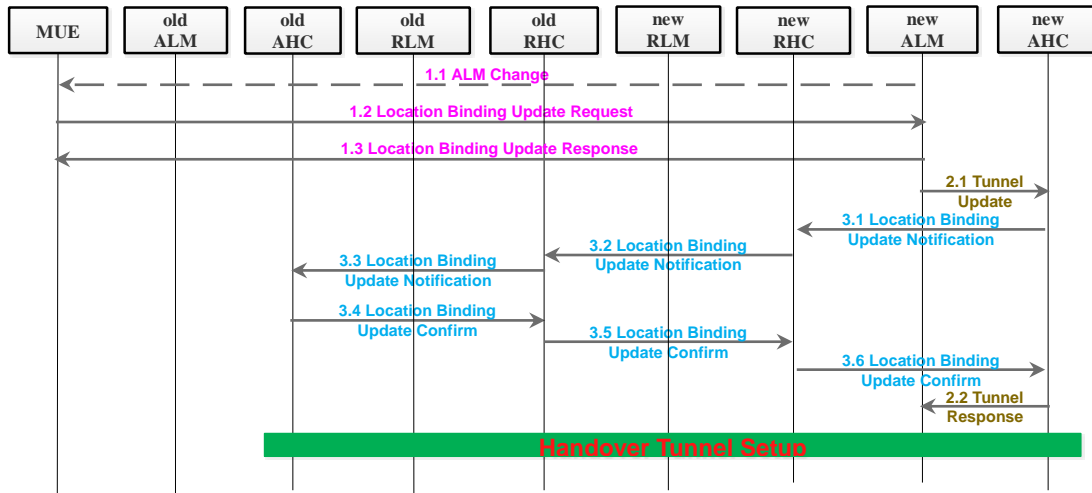 MUE
old
ALM
old
AHC
old
RLM
old
RHC
new
RLM
new
RHC
new
ALM
new
AHC
1.1 ALM Change
1.2 Location Binding Update Request
1.3 Location Binding Update Response
2.1 Tunnel
Update
3.1 Location Binding
Update Notification
3.2 Location Binding
Update Notification
3.3 Location Binding
Update Notification
3.4 Location Binding
Update Confirm
3.5 Location Binding
Update Confirm
3.6 Location Binding
Update Confirm
2.2 Tunnel
Response
Handover Tunnel Setup